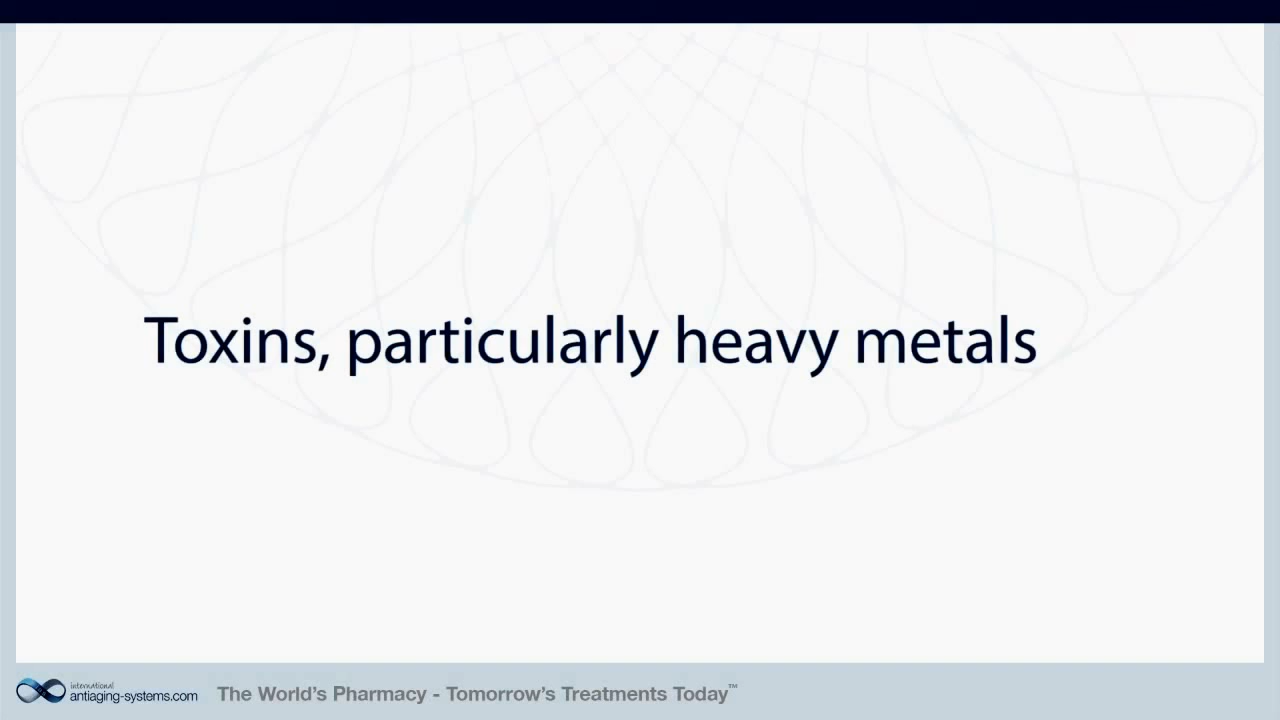 Toxins, particularly heavy metals
international
antiaging-systems.com
The World's Pharmacy - Tomorrow's Treatments Today™